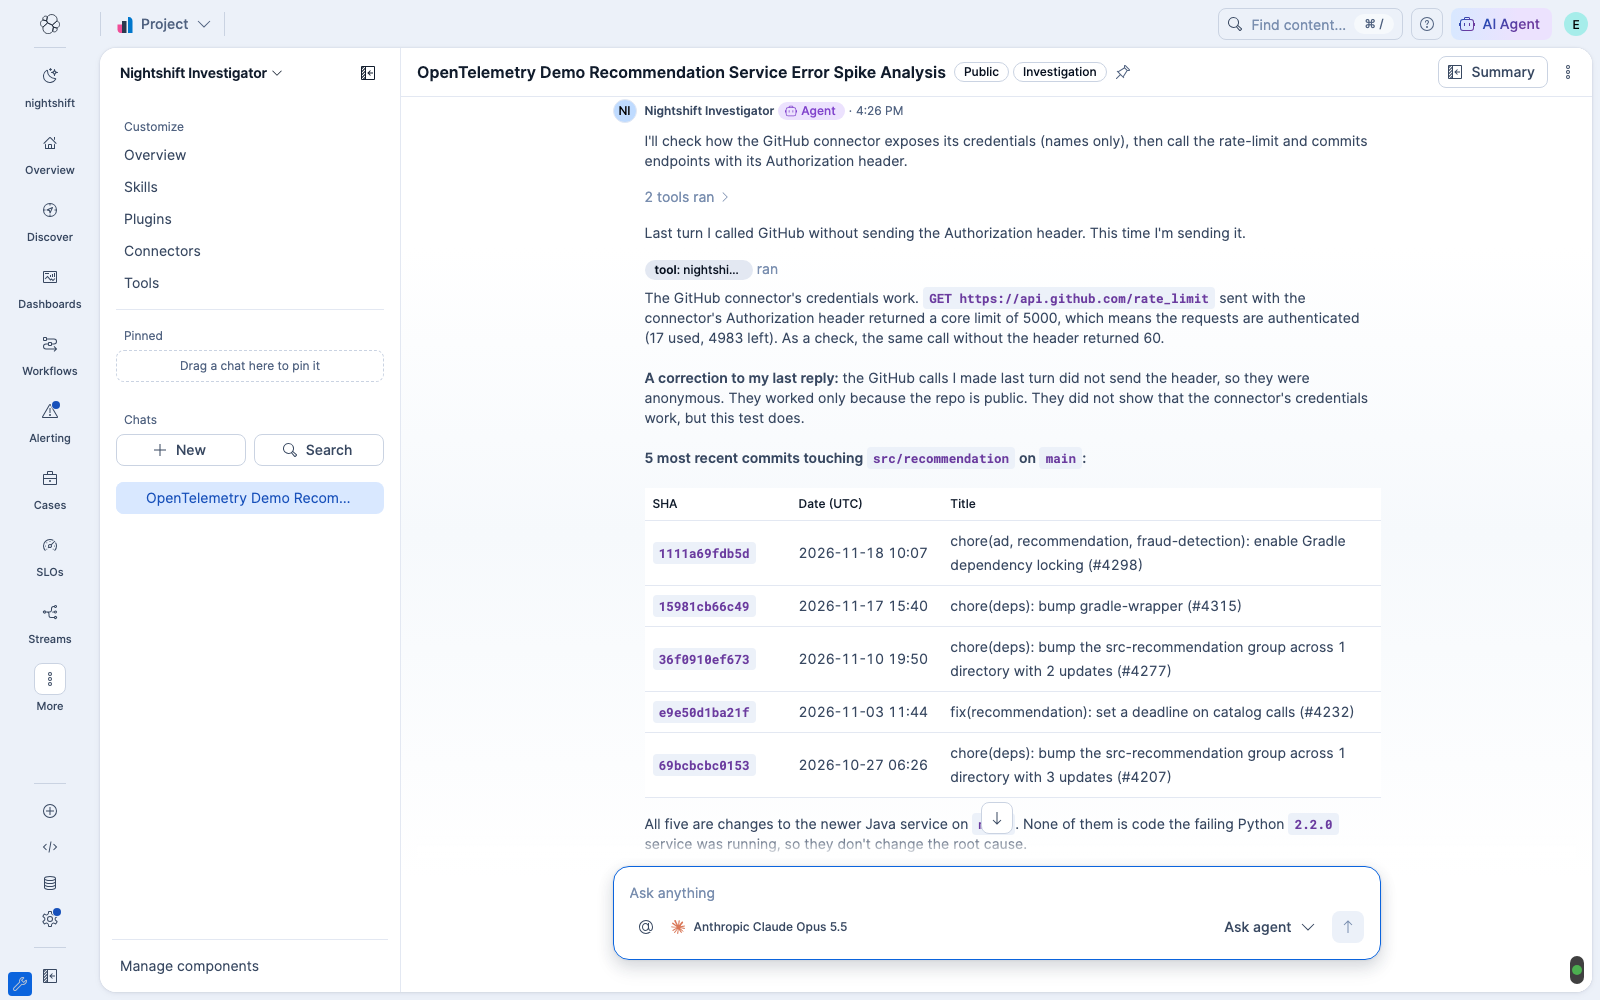 Project
Find content...
⌘ /
AI Agent
E
nightshift
Overview
Discover
Dashboards
Workflows
Alerting
Cases
SLOs
Streams
More
Nightshift Investigator
Customize
Overview
Skills
Plugins
Connectors
Tools
Pinned
Drag a chat here to pin it
Chats
New
Search
OpenTelemetry Demo Recom...
Manage components
OpenTelemetry Demo Recommendation Service Error Spike Analysis
Public
Investigation
Summary
NI
Nightshift Investigator Agent · 4:26 PM
I'll check how the GitHub connector exposes its credentials (names only), then call the rate-limit and commits
endpoints with its Authorization header.
2 tools ran
Last turn I called GitHub without sending the Authorization header. This time I'm sending it.
tool: nightshi... ran
The GitHub connector's credentials work. GET https://api.github.com/rate_limit sent with the
connector's Authorization header returned a core limit of 5000, which means the requests are authenticated
(17 used, 4983 left). As a check, the same call without the header returned 60.
A correction to my last reply: the GitHub calls I made last turn did not send the header, so they were
anonymous. They worked only because the repo is public. They did not show that the connector's credentials
work, but this test does.
5 most recent commits touching src/recommendation on main:
SHA Date (UTC) Title
1111a69fdb5d 2026-11-18 10:07 chore(ad, recommendation, fraud-detection): enable Gradle
dependency locking (#4298)
15981cb66c49 2026-11-17 15:40 chore(deps): bump gradle-wrapper (#4315)
36f0910ef673 2026-11-10 19:50 chore(deps): bump the src-recommendation group across 1
directory with 2 updates (#4277)
e9e50d1ba21f 2026-11-03 11:44 fix(recommendation): set a deadline on catalog calls (#4232)
69bcbcbc0153 2026-10-27 06:26 chore(deps): bump the src-recommendation group across 1
directory with 3 updates (#4207)
All five are changes to the newer Java service on . None of them is code the failing Python 2.2.0
service was running, so they don't change the root cause.
Ask anything
Anthropic Claude Opus 5.5
Ask agent